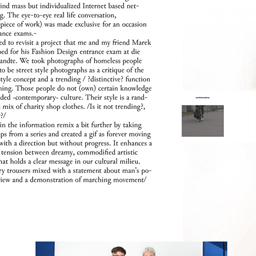 ind mass but individualized Internet based net-
g. The eye-to-eye real life conversation,
piece of work) was made exclusive for an occasion
ance exams.-
ed to revisit a project that me and my friend Marek
ped for his Fashion Design entrance exam at die
andte. We took photographs of homeless people
to be street style photographs as a critique of the
tyle concept and a trending / ?distinctive? function
ning. Those people do not (own) certain knowledge
ded -contemporary- culture. Their style is a rand-
mix of charity shop clothes. /Is it not trending?,
?/
in the information remix a bit further by taking
ps from a series and created a gif as forever moving
with a direction but without progress. It enhances a
tension between dreamy, commodified artistic
hat holds a clear message in our cultural milieu.
ry trousers mixed with a statement about man's po-
view and a demonstration of marching movement/